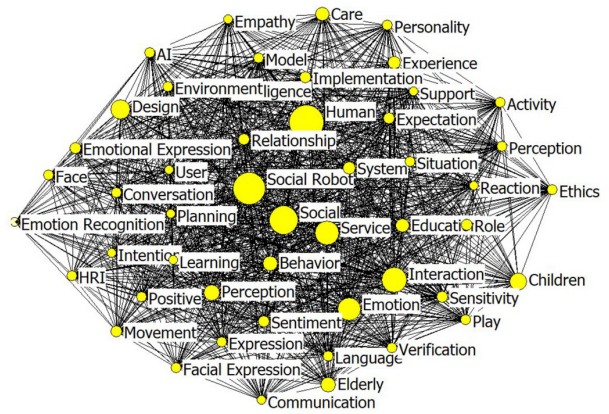 Empathy
Care
Personality
AI
Model
Experience
Environment
Implementation
lligence
Support
Design
Human
Expectation
Activity
Emotional Expression
Relationship
Perception
Face
User
System
Situation
Conversation
Social Robot
Reaction
Ethics
Emotion Recognition
Planning
Social
Service
Role
Intention
Learning
Behavior
HRI
Interaction
Children
Positive
Perception
Emotion
Sensitivity
Movement
Sentiment
Play
Expression
Language
Verification
Facial Expression
Elderly
Communication